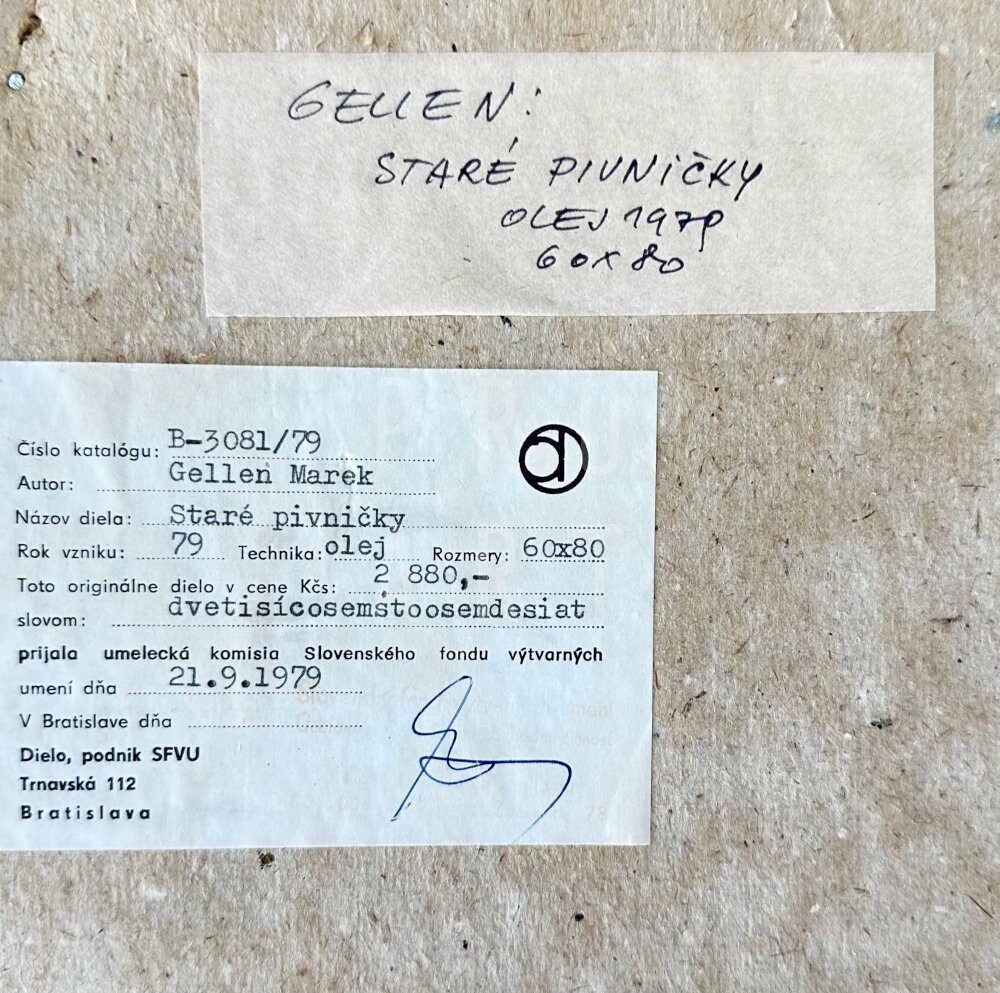 GELLEN:
STARÉ PIVNIČKY
OLEJ 1979
60x80
Číslo katalógu: B-3081/79
Autor: Gellen Marek
Názov diela: Staré pivničky
Rok vzniku: 79 Technika: olej Rozmery: 60x80
Toto originálne dielo v cene Kčs: 2 880,-
slovom: dvetisícosemstoosemdesiat
prijala umelecká komisia Slovenského fondu výtvarných
umení dňa 21.9.1979
V Bratislave dňa
Dielo, podnik SFVU
Trnavská 112
Bratislava